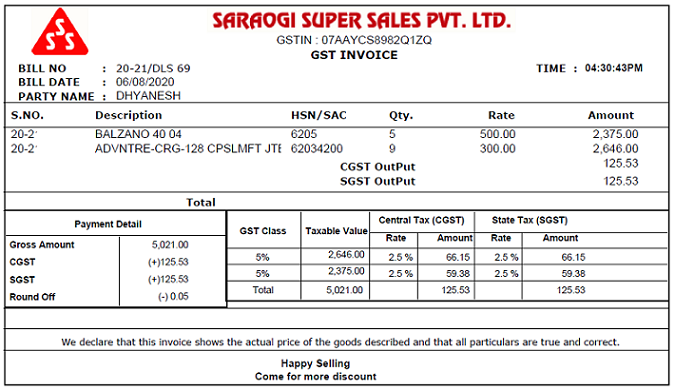 SSS
SARAOGI SUPER SALES PVT. LTD.
GSTIN : 07AAYCS8982Q1ZQ
GST INVOICE
BILL NO : 20-21/DLS 69
BILL DATE : 06/08/2020 TIME : 04:30:43PM
PARTY NAME : DHYANESH
S.NO. Description HSN/SAC Qty. Rate Amount
20-2 BALZANO 40 04 6205 5 500.00 2,375.00
20-2 ADVNTRE-CRG-128 CPSLMFT JTE 62034200 9 300.00 2,646.00
CGST OutPut 125.53
SGST OutPut 125.53
Total
Payment Detail
Gross Amount 5,021.00
CGST (+)125.53
SGST (+)125.53
Round Off (-) 0.05
GST Class Taxable Value Central Tax (CGST) State Tax (SGST)
Rate Amount Rate Amount
5% 2,646.00 2.5 % 66.15 2.5 % 66.15
5% 2,375.00 2.5 % 59.38 2.5 % 59.38
Total 5,021.00 125.53 125.53
We declare that this invoice shows the actual price of the goods described and that all particulars are true and correct.
Happy Selling
Come for more discount